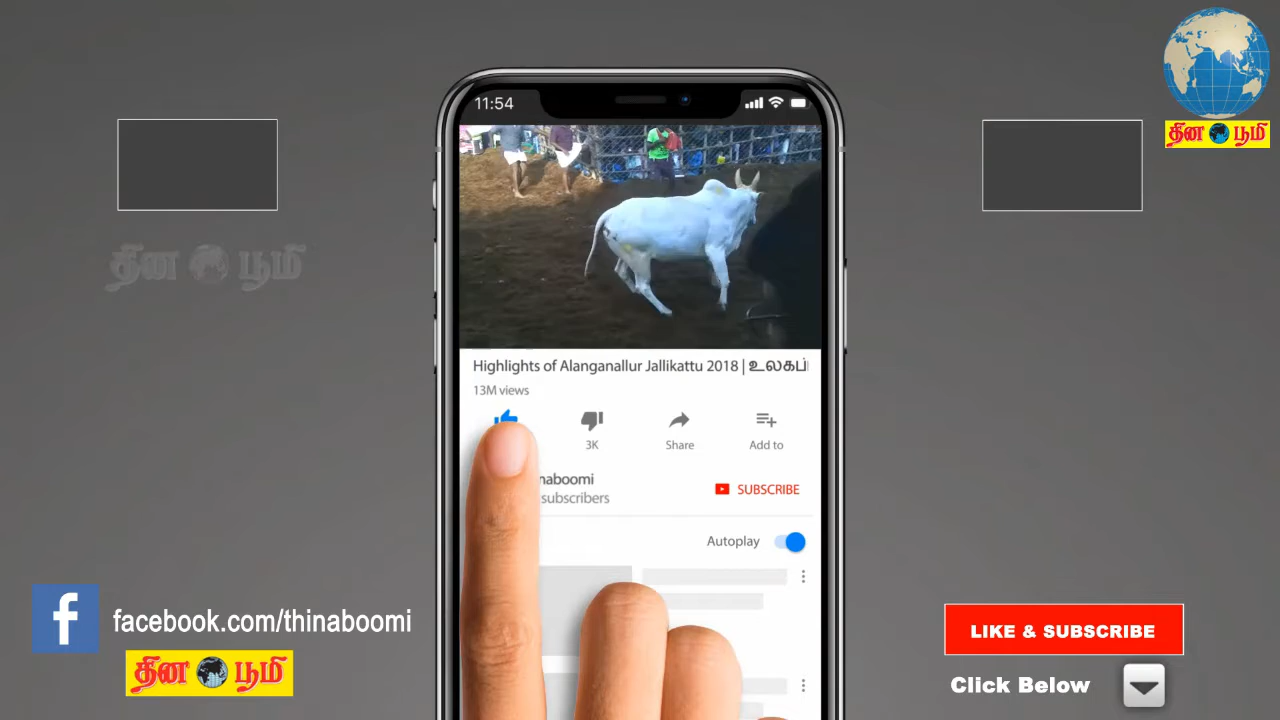 11:54
தின பூமி
தின பூமி
Highlights of Alanganallur Jallikattu 2018 | உலகப்
13M views
3K
Share
Add to
naboomi
SUBSCRIBE
subscribers
Autoplay
facebook.com/thinaboomi
தின பூமி
LIKE & SUBSCRIBE
Click Below